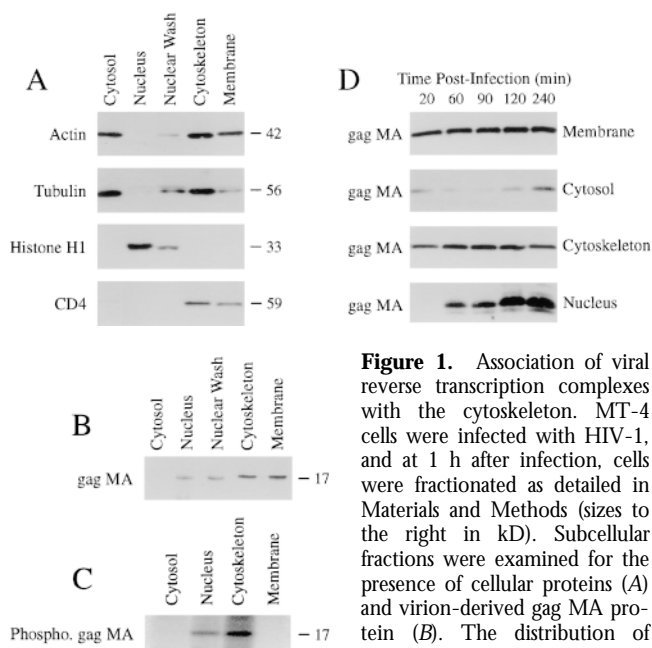 A
Cytosol
Nucleus
Nuclear Wash
Cytoskeleton
Membrane
Actin
– 42
Tubulin
– 56
Histone H1
– 33
CD4
– 59
B
Cytosol
Nucleus
Nuclear Wash
Cytoskeleton
Membrane
gag MA
– 17
C
Cytosol
Nucleus
Cytoskeleton
Membrane
Phospho. gag MA
– 17
D
Time Post-Infection (min)
20 60 90 120 240
gag MA Membrane
gag MA Cytosol
gag MA Cytoskeleton
gag MA Nucleus
Figure 1. Association of viral
reverse transcription complexes
with the cytoskeleton. MT-4
cells were infected with HIV-1,
and at 1 h after infection, cells
were fractionated as detailed in
Materials and Methods (sizes to
the right in kD). Subcellular
fractions were examined for the
presence of cellular proteins (A)
and virion-derived gag MA pro-
tein (B). The distribution of